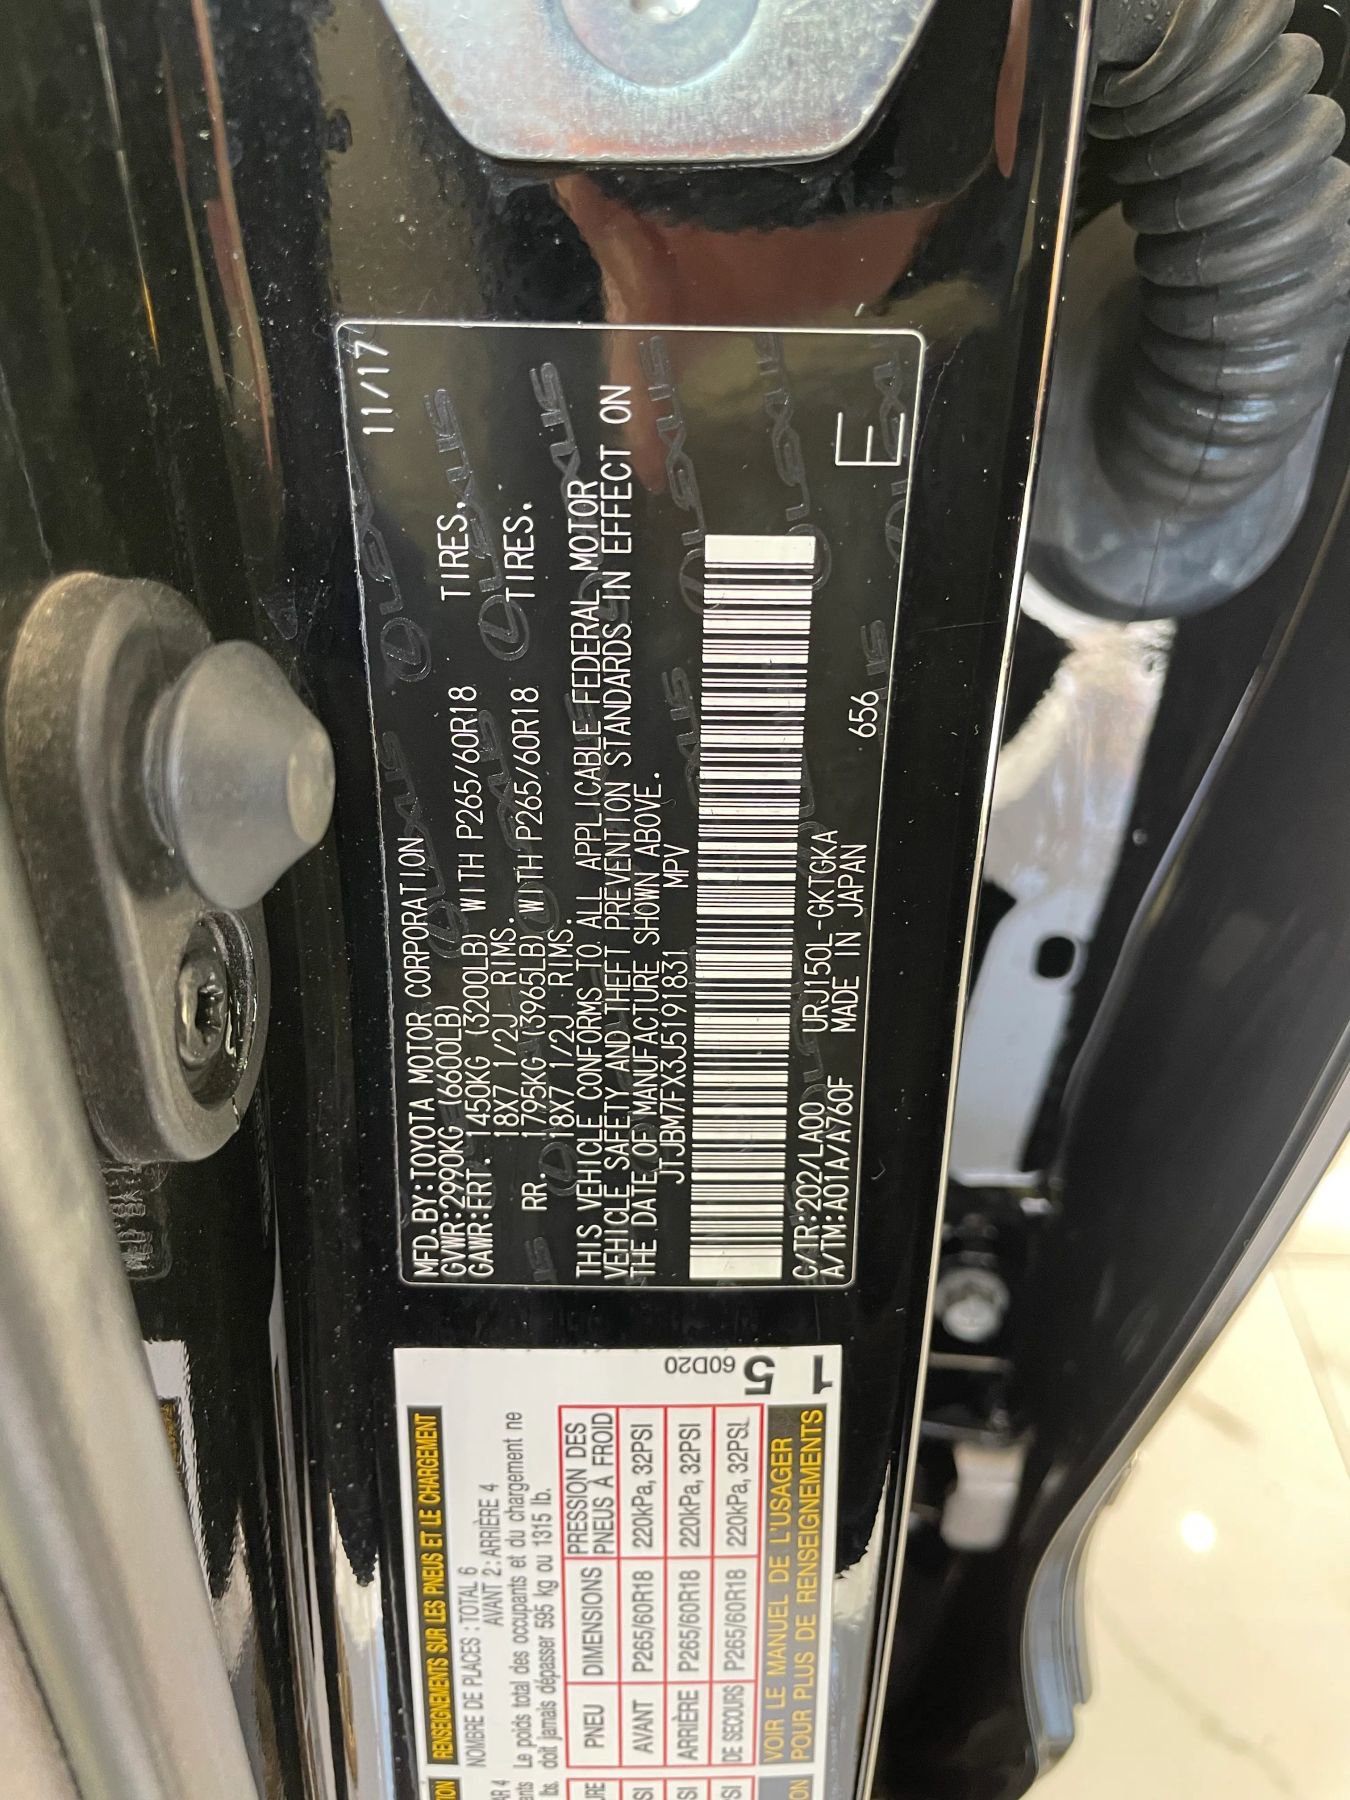 11/17
MFD.BY:TOYOTA MOTOR CORPORATION
GVWR:2990KG (6600LB)
GAWR:FRT. 1450KG (3200LB) WITH P265/60R18 TIRES,
18X7 1/2J RIMS.
RR. 1795KG (3965LB) WITH P265/60R18 TIRES.
18X7 1/2J RIMS.
THIS VEHICLE CONFORMS TO ALL APPLICABLE FEDERAL MOTOR
VEHICLE SAFETY AND THEFT PREVENTION STANDARDS IN EFFECT ON
THE DATE OF MANUFACTURE SHOWN ABOVE.
JTJBM7FX3J5191831 MPV
C/TR:202/LA00 URJ150L-GKTGKA
A/TM:A01A/A760F MADE IN JAPAN 656
E
LEXUS
RENSEIGNEMENTS SUR LES PNEUS ET LE CHARGEMENT
NOMBRE DE PLACES : TOTAL 6
AVANT 2: ARRIÈRE 4
Le poids total des occupants et du chargement ne
doit jamais dépasser 595 kg ou 1315 lb.
PNEU DIMENSIONS PRESSION DES PNEUS À FROID
AVANT P265/60R18 220kPa, 32PSI
ARRIÈRE P265/60R18 220kPa, 32PSI
DE SECOURS P265/60R18 220kPa, 32PSI
VOIR LE MANUEL DE L'USAGER
POUR PLUS DE RENSEIGNEMENTS
60D20
5
1